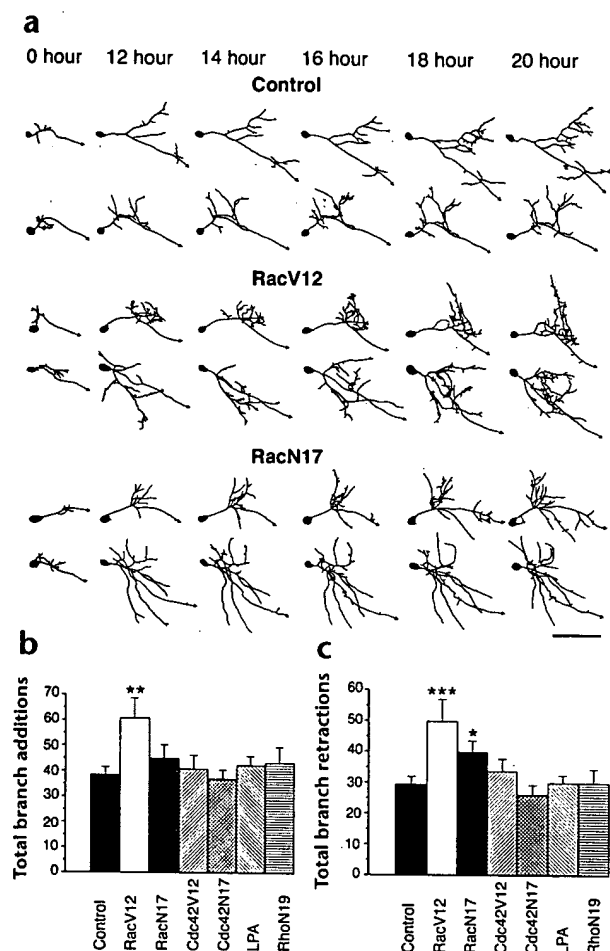 a
0 hour 12 hour 14 hour 16 hour 18 hour 20 hour
Control
RacV12
RacN17
b
Total branch additions
70
60
50
40
30
20
10
0
**
Control
RacV12
RacN17
Cdc42V12
Cdc42N17
LPA
RhoN19
c
Total branch retractions
60
50
40
30
20
10
0
***
*
Control
RacV12
RacN17
Cdc42V12
Cdc42N17
LPA
RhoN19